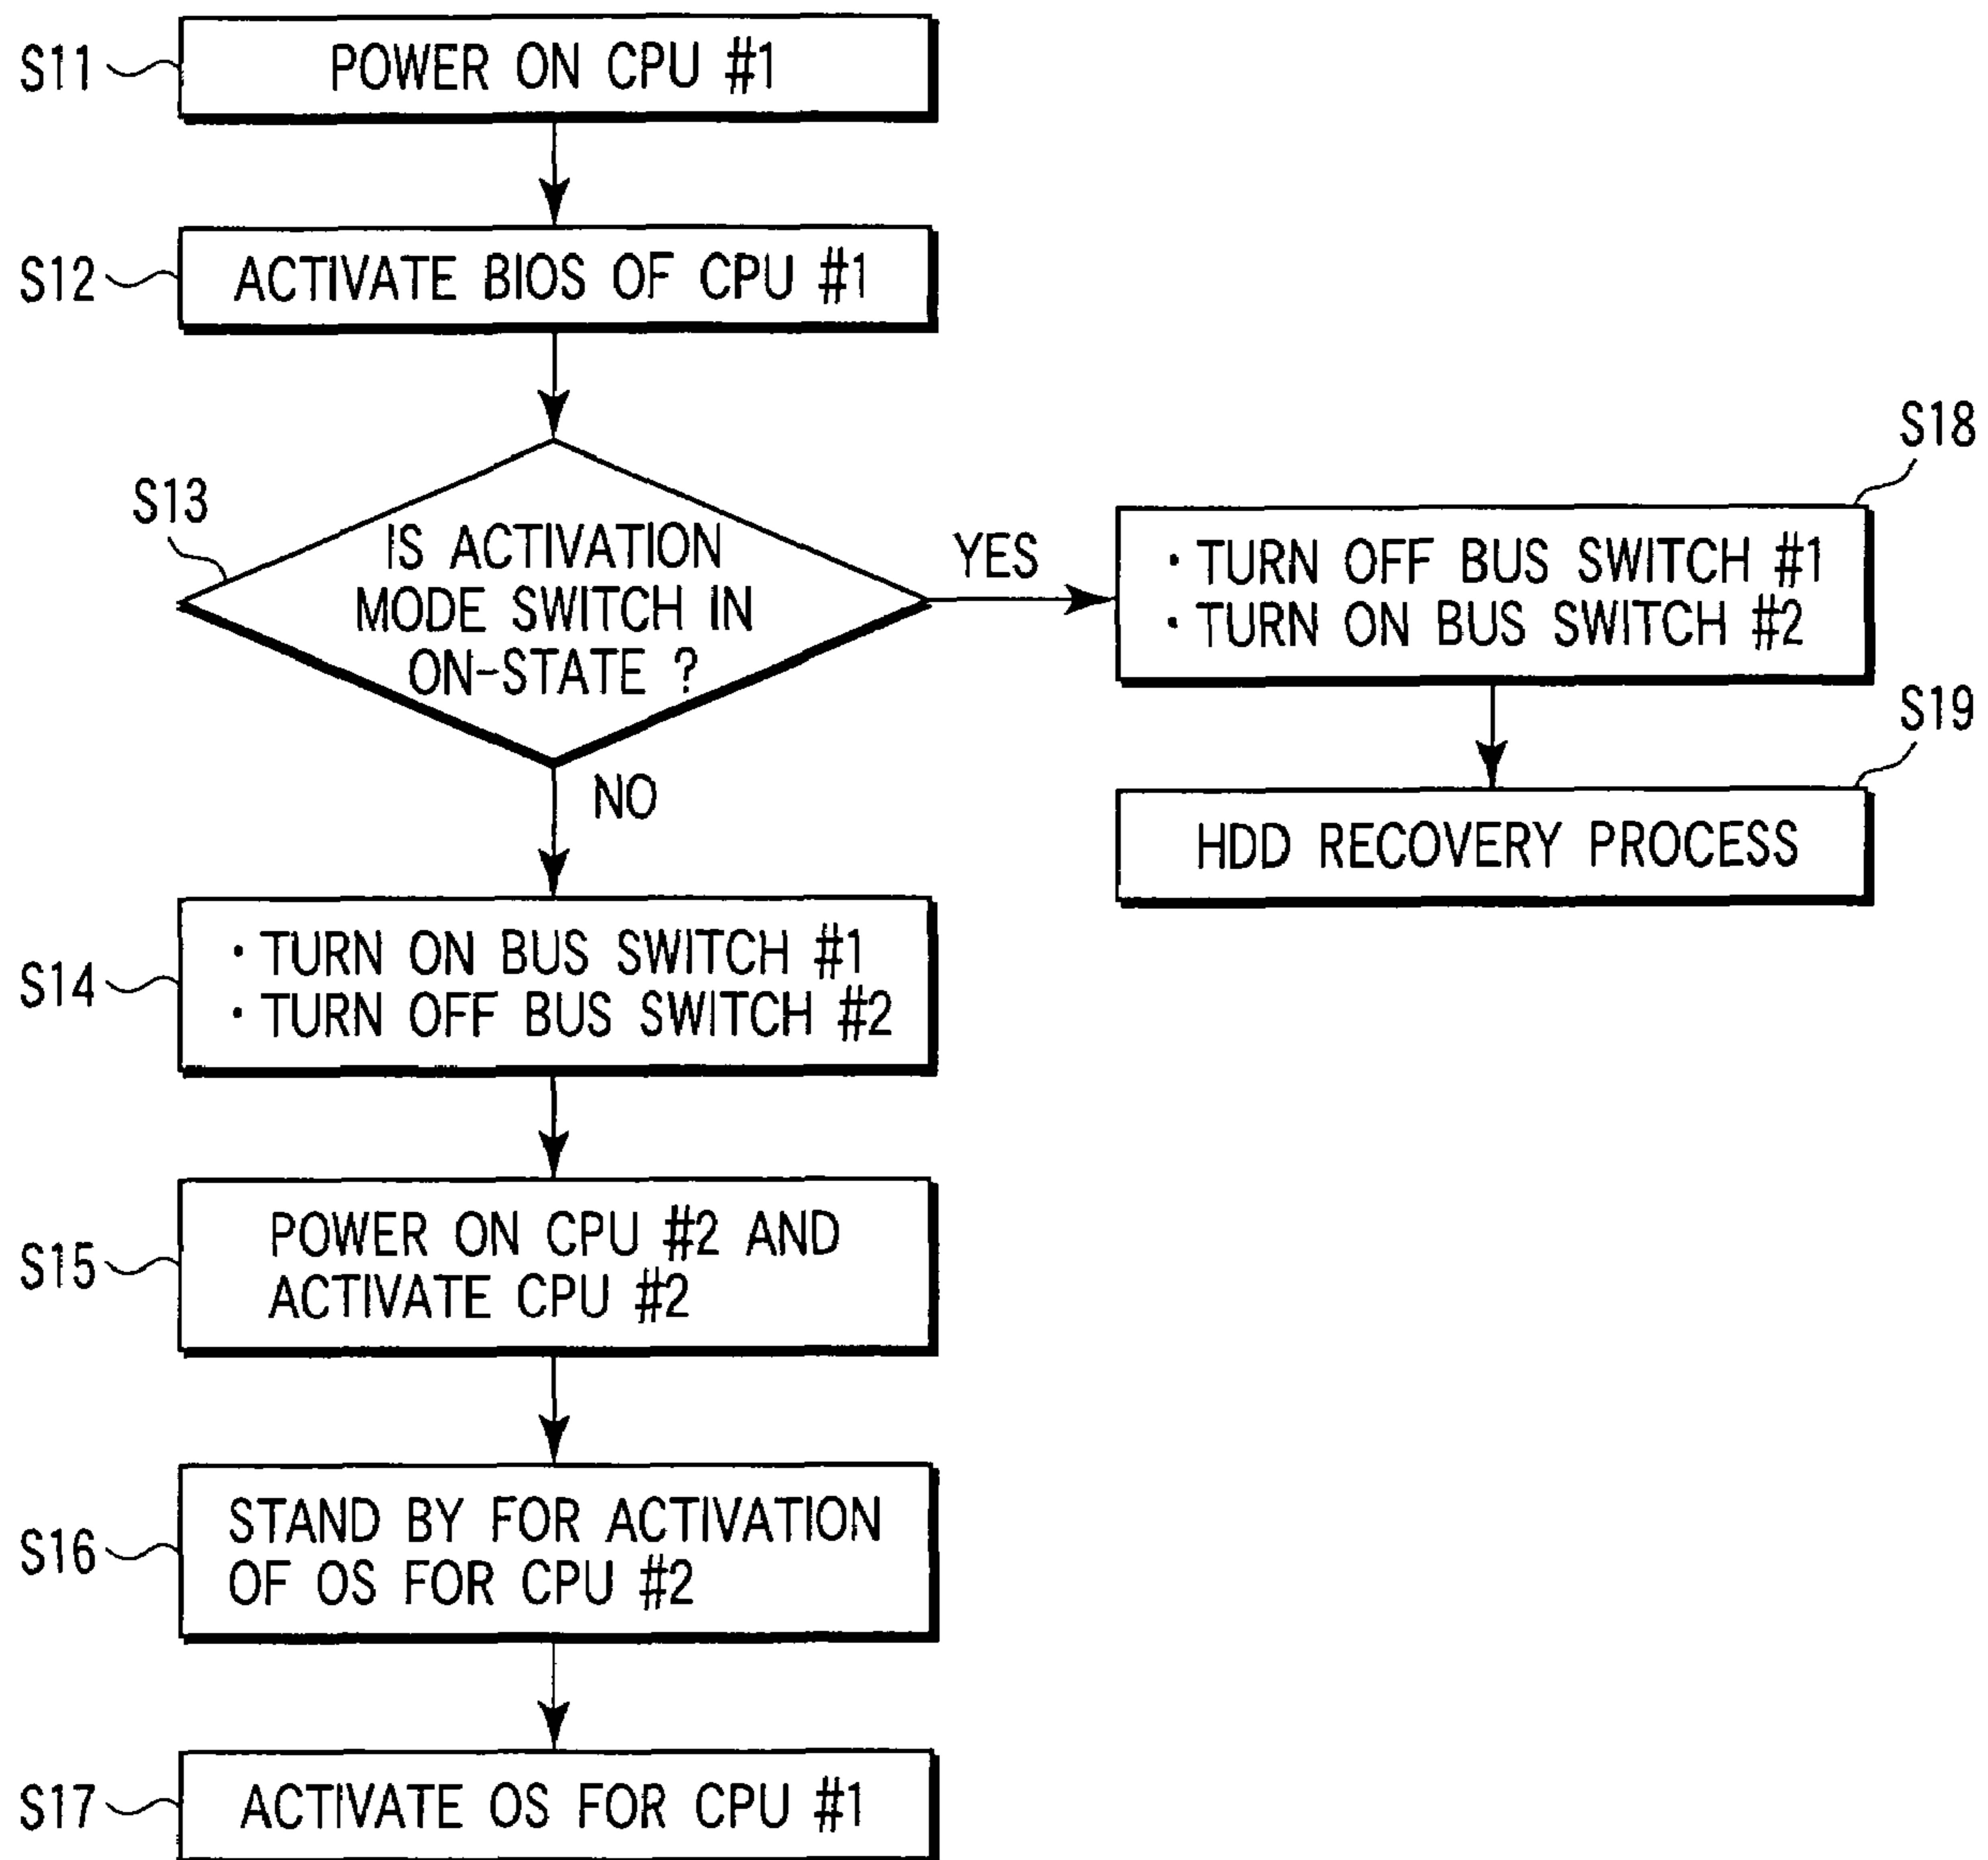 S11
POWER ON CPU #1
S12
ACTIVATE BIOS OF CPU #1
S13
IS ACTIVATION
MODE SWITCH IN
ON-STATE ?
YES
NO
S18
・TURN OFF BUS SWITCH #1
・TURN ON BUS SWITCH #2
S19
HDD RECOVERY PROCESS
S14
・TURN ON BUS SWITCH #1
・TURN OFF BUS SWITCH #2
S15
POWER ON CPU #2 AND
ACTIVATE CPU #2
S16
STAND BY FOR ACTIVATION
OF OS FOR CPU #2
S17
ACTIVATE OS FOR CPU #1